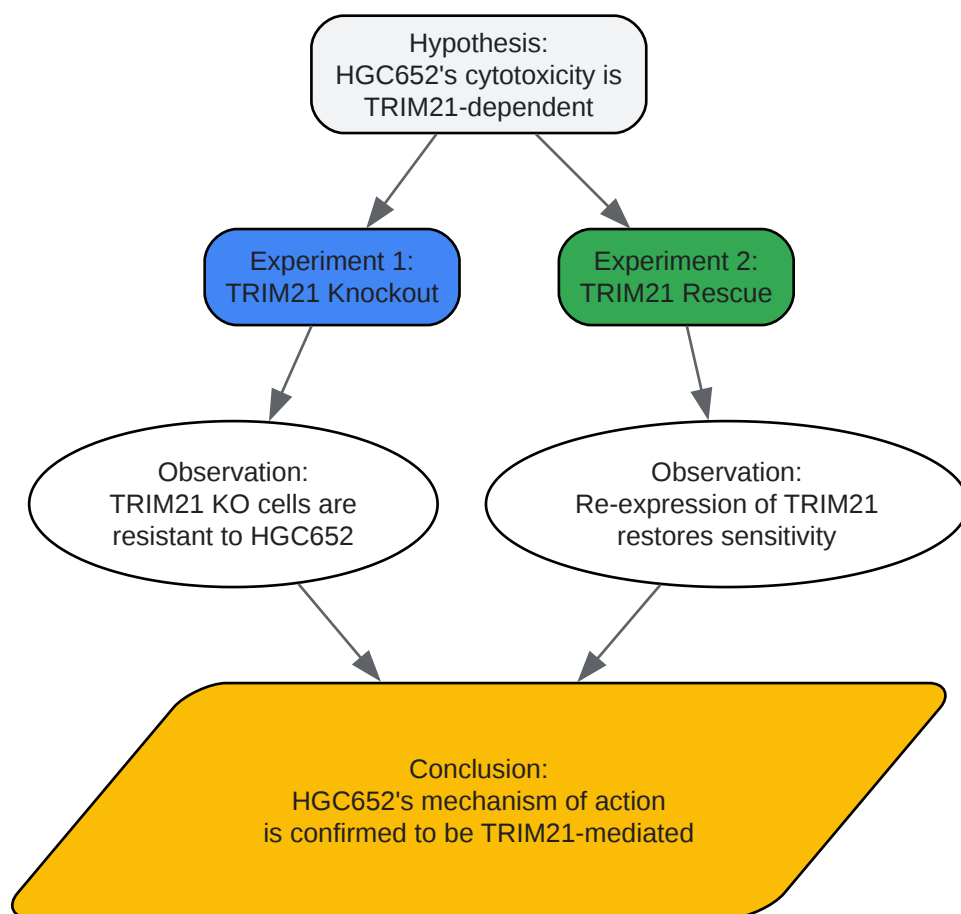 Hypothesis:
HGC652's cytotoxicity is
TRIM21-dependent
Experiment 1:
TRIM21 Knockout
Experiment 2:
TRIM21 Rescue
Observation:
TRIM21 KO cells are
resistant to HGC652
Observation:
Re-expression of TRIM21
restores sensitivity
Conclusion:
HGC652's mechanism of action
is confirmed to be TRIM21-mediated